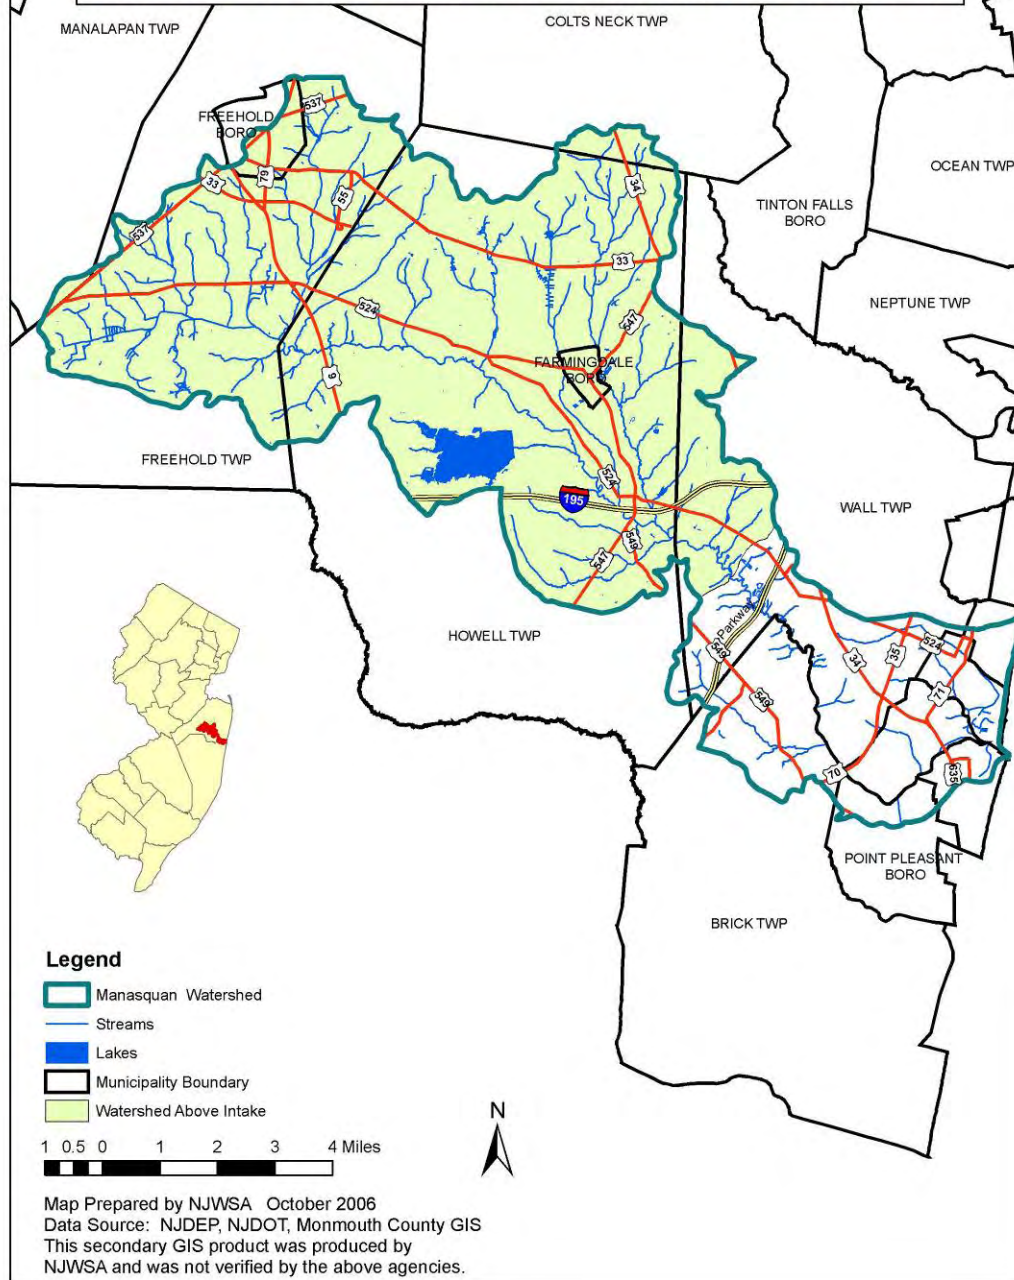 MANALAPAN TWP
COLTS NECK TWP
537
FREEHOLD
BORO
OCEAN TWP
33
79
55
34
TINTON FALLS
BORO
537
33
NEPTUNE TWP
524
547
FARMINGDALE
BORO
9
FREEHOLD TWP
524
195
WALL TWP
549
547
HOWELL TWP
Parkway
549
34
35
524
549
71
70
635
POINT PLEASANT
BORO
BRICK TWP
Legend
Manasquan Watershed
Streams
Lakes
Municipality Boundary
Watershed Above Intake
N
1 0.5 0 1 2 3 4 Miles
Map Prepared by NJWSA October 2006
Data Source: NJDEP, NJDOT, Monmouth County GIS
This secondary GIS product was produced by
NJWSA and was not verified by the above agencies.